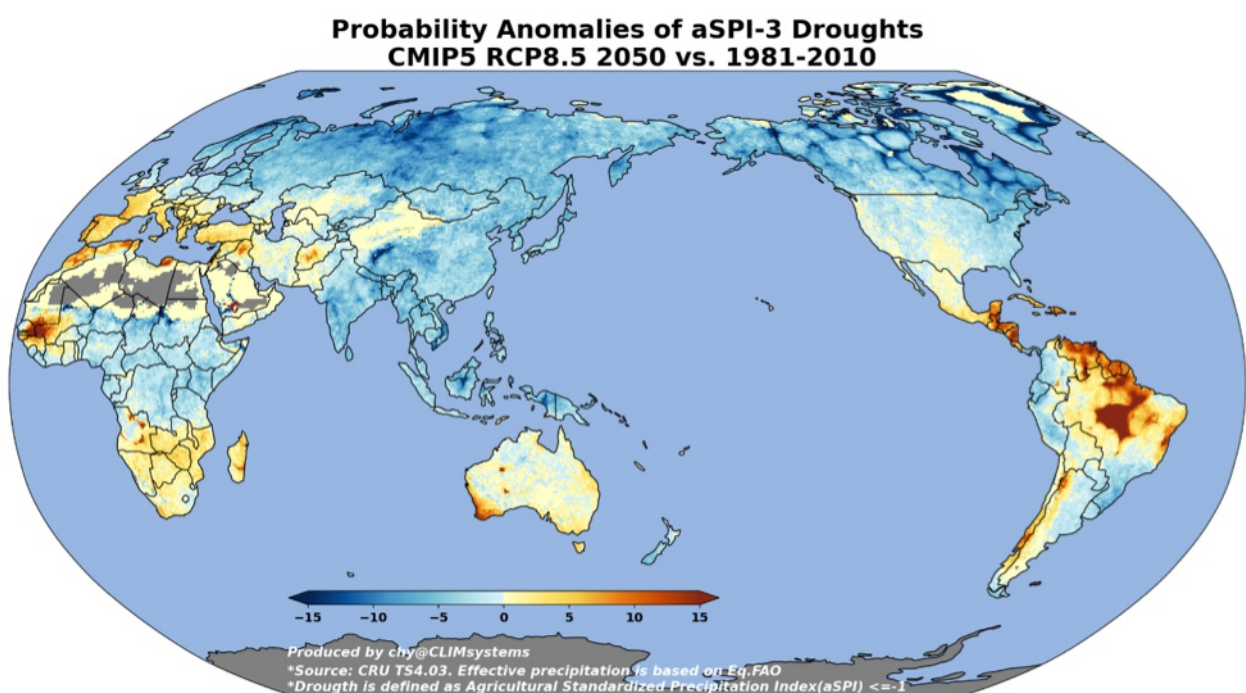 Probability Anomalies of aSPI-3 Droughts
CMIP5 RCP8.5 2050 vs. 1981-2010
−15 −10 −5 0 5 10 15
Produced by chy@CLIMsystems
*Source: CRU TS4.03. Effective precipitation is based on Eq.FAO
*Drougth is defined as Agricultural Standardized Precipitation Index(aSPI) <=-1